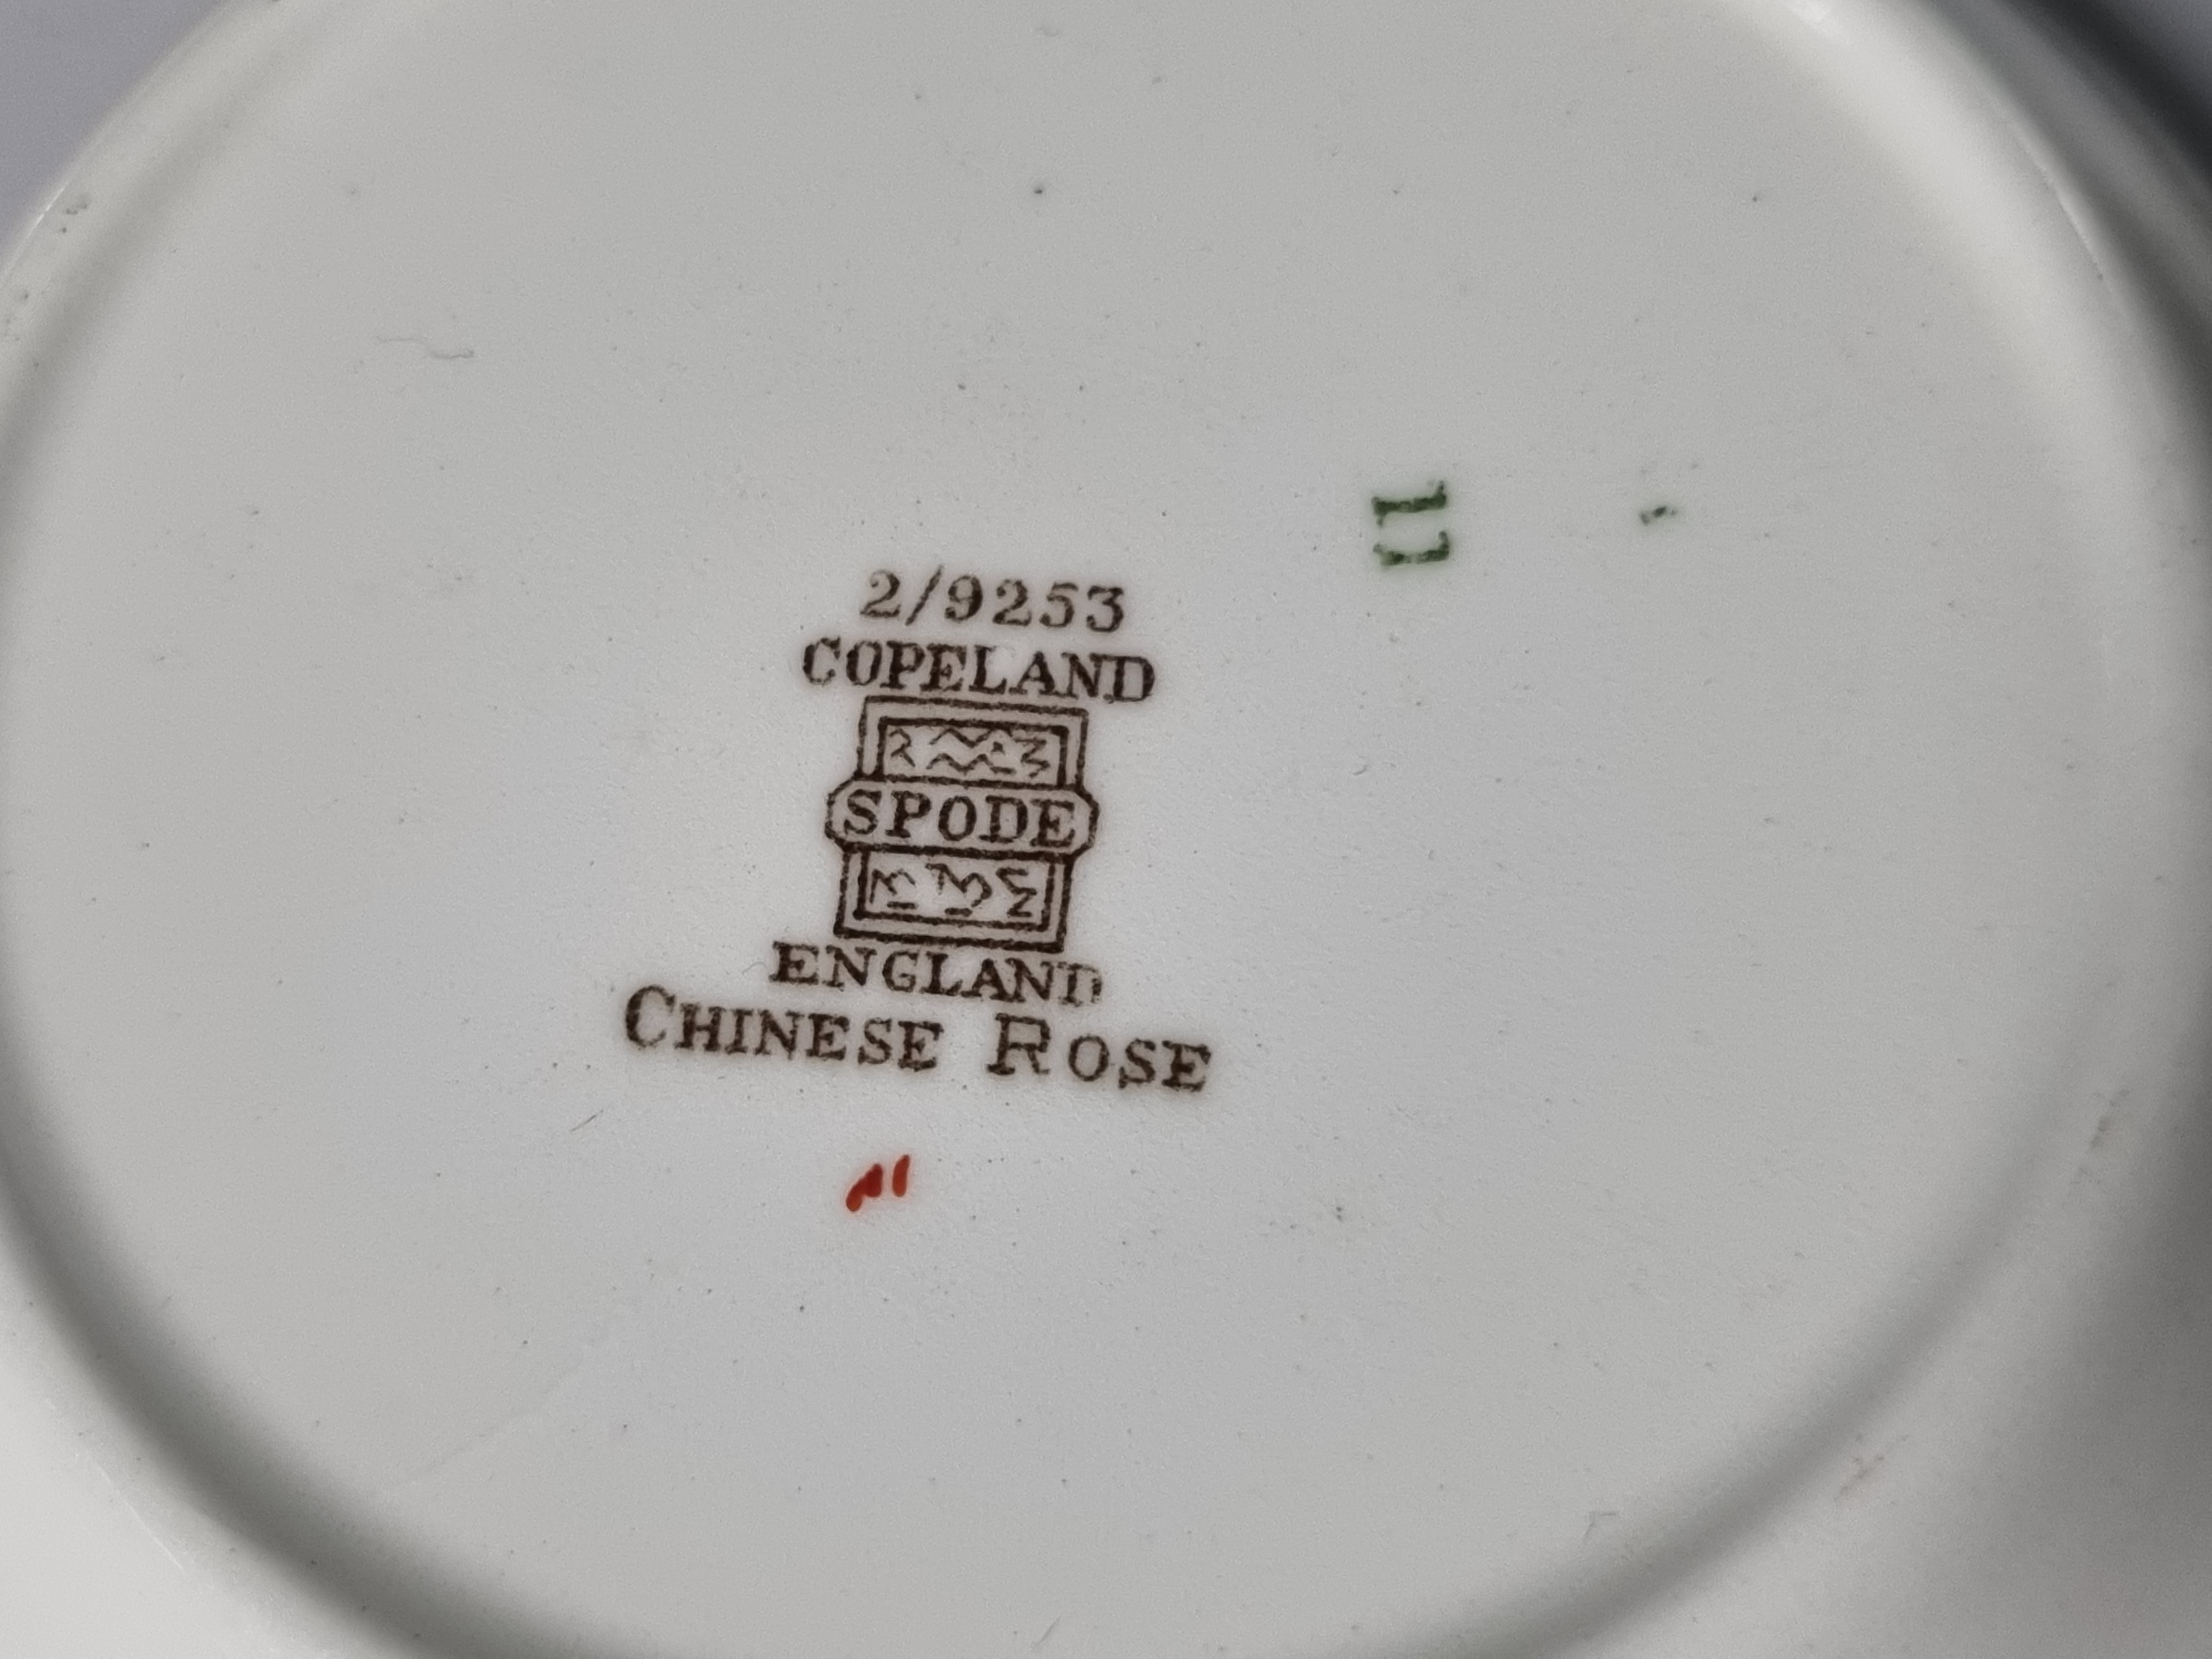 2/9253
COPELAND
SPODE
ENGLAND
CHINESE ROSE